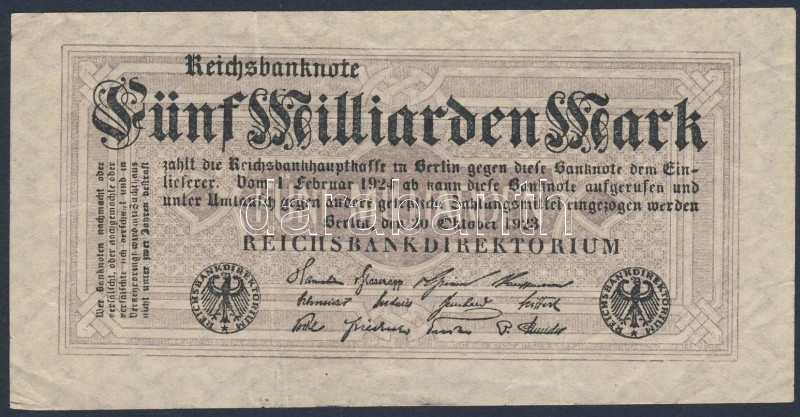 Reichsbanknote
Fünf Milliarden Mark
zahlt die Reichsbankhauptkasse in Berlin gegen diese Banknote dem Ein-
lieferer. Vom 1. Februar 1924 ab kann diese Banknote aufgerufen und
unter Umtausch gegen andere gesetzliche Zahlungsmittel eingezogen werden
Berlin, den 20. Oktober 1923
REICHSBANKDIREKTORIUM
Wer Banknoten nachmacht oder
verfälscht, oder nachgemachte oder
verfälschte sich verschafft und in
Verkehr bringt, wird mit Zuchthaus
nicht unter zwei Jahren bestraft
REICHSBANKDIREKTORIUM
REICHSBANKDIREKTORIUM
darabanth